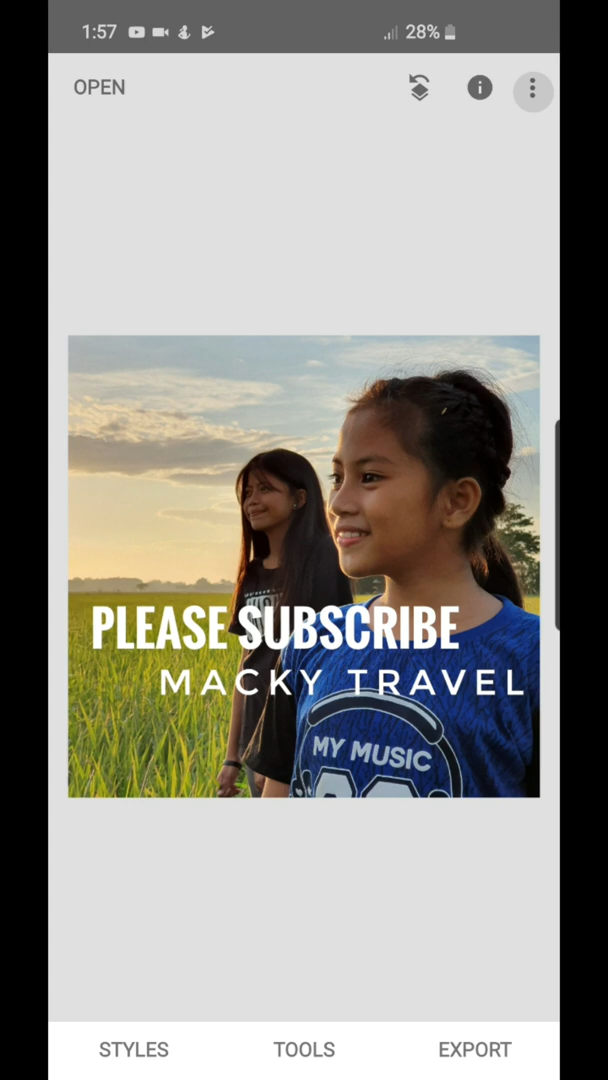 1:57
28%
OPEN
PLEASE SUBSCRIBE
MACKY TRAVEL
MY MUSIC
STYLES
TOOLS
EXPORT